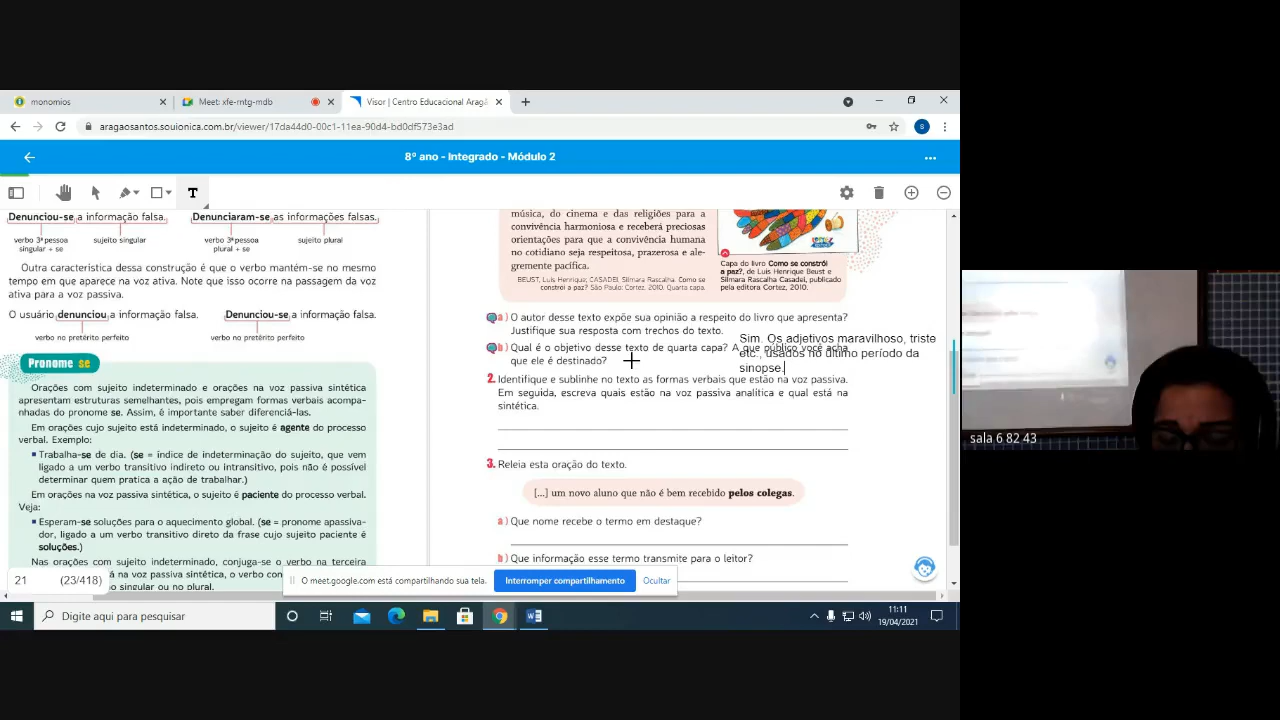 monomios
Meet: xfe-mtg-mdb
Visor | Centro Educacional Aragã
aragaosantos.souionica.com.br/viewer/17da44d0-00c1-11ea-90d4-bd0df573e3ad
8º ano - Integrado - Módulo 2
T
Denunciou-se a informação falsa.
Denunciaram-se as informações falsas.
verbo 3ª pessoa
singular + se
sujeito singular
verbo 3ª pessoa
plural + se
sujeito plural
Outra característica dessa construção é que o verbo mantém-se no mesmo
tempo em que aparece na voz ativa. Note que isso ocorre na passagem da voz
ativa para a voz passiva.
O usuário denunciou a informação falsa.
Denunciou-se a informação falsa.
verbo no pretérito perfeito
verbo no pretérito perfeito
Pronome se
Orações com sujeito indeterminado e orações na voz passiva sintética
apresentam estruturas semelhantes, pois empregam formas verbais acompa-
nhadas do pronome se. Assim, é importante saber diferenciá-las.
Em orações cujo sujeito está indeterminado, o sujeito é agente do processo
verbal. Exemplo:
Trabalha-se de dia. (se = índice de indeterminação do sujeito, que vem
ligado a um verbo transitivo indireto ou intransitivo, pois não é possível
determinar quem pratica a ação de trabalhar.)
Em orações na voz passiva sintética, o sujeito é paciente do processo verbal.
Veja:
Esperam-se soluções para o aquecimento global. (se = pronome apassiva-
dor, ligado a um verbo transitivo direto da frase cujo sujeito paciente é
soluções.)
Nas orações com sujeito indeterminado, conjuga-se o verbo na terceira
á na voz passiva sintética, o verbo con
singular ou no plural.
21 (23/418)
música, do cinema e das religiões para a
convivência harmoniosa e receberá preciosas
orientações para que a convivência humana
no cotidiano seja respeitosa, prazerosa e ale-
gremente pacífica.
BEUST, Luis Henrique, CASADEI, Silmara Rascalha. Como se
constrói a paz? São Paulo: Cortez, 2010. Quarta capa.
Capa do livro Como se constrói
a paz?, de Luis Henrique Beust e
Silmara Rascalha Casadei, publicado
pela editora Cortez, 2010.
a) O autor desse texto expõe sua opinião a respeito do livro que apresenta?
Justifique sua resposta com trechos do texto.
Sim. Os adjetivos maravilhoso, triste
etc., usados no último período da
sinopse.
b) Qual é o objetivo desse texto de quarta capa? A que público você acha
que ele é destinado?
2. Identifique e sublinhe no texto as formas verbais que estão na voz passiva.
Em seguida, escreva quais estão na voz passiva analítica e qual está na
sintética.
3. Releia esta oração do texto.
[...] um novo aluno que não é bem recebido pelos colegas.
a) Que nome recebe o termo em destaque?
b) Que informação esse termo transmite para o leitor?
O meet.google.com está compartilhando sua tela.
Interromper compartilhamento
Ocultar
Digite aqui para pesquisar
11:11
19/04/2021
sala 6 82 43